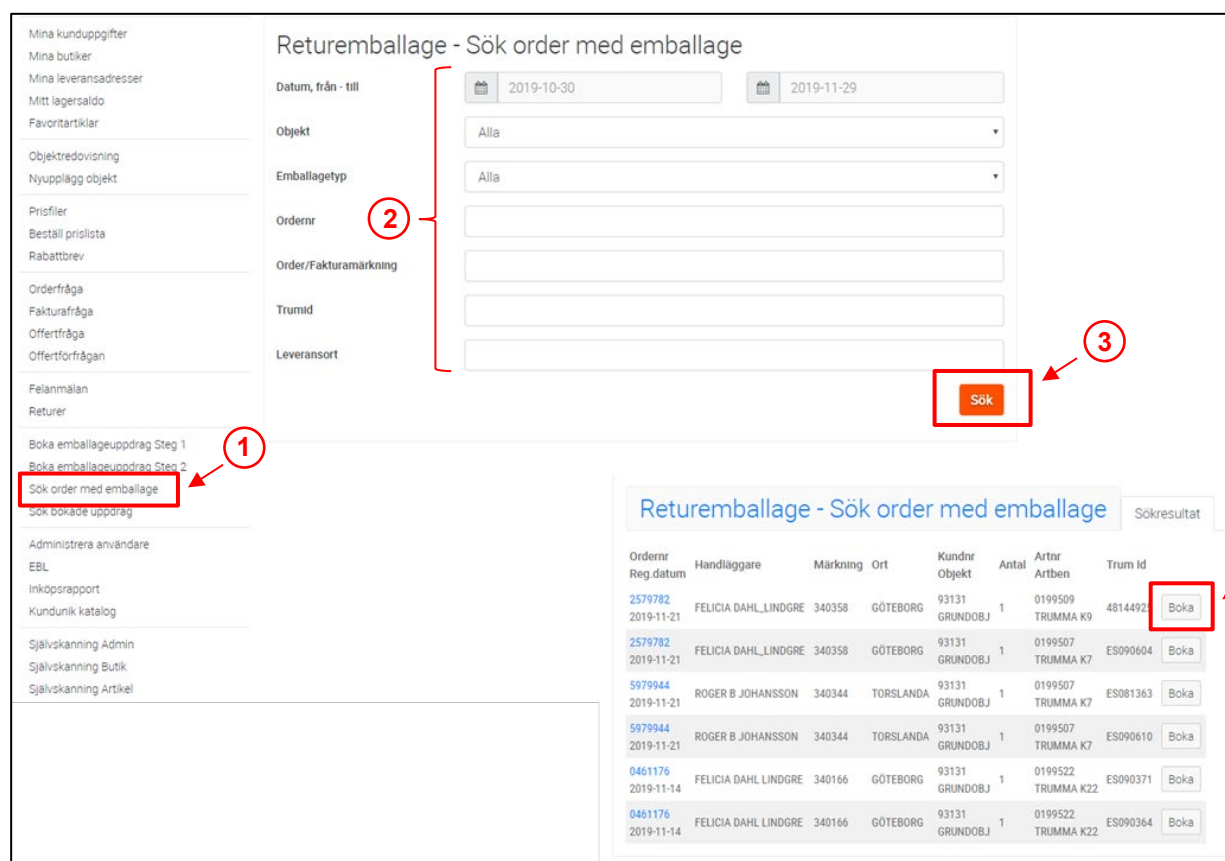 Mina kunduppgifter
Mina butiker
Mina leveransadresser
Mitt lagersaldo
Favoritartiklar
Objektredovisning
Nyupplägg objekt
Prisfiler
Beställ prislista
Rabattbrev
Orderfråga
Fakturafråga
Offertfråga
Offertförfrågan
Felanmälan
Returer
Boka emballageuppdrag Steg 1
Boka emballageuppdrag Steg 2
Sök order med emballage
Sök bokade uppdrag
Administrera användare
EBL
Inköpsrapport
Kundunik katalog
Självskanning Admin
Självskanning Butik
Självskanning Artikel
1
Returemballage - Sök order med emballage
Datum, från - till 2019-10-30 2019-11-29
Objekt Alla
Emballagetyp Alla
Ordernr
2
Order/Fakturamärkning
TrumId
Leveransort
3
Sök
Returemballage - Sök order med emballage Sökresultat
Ordernr Handläggare Märkning Ort Kundnr Antal Artnr Trum Id
Reg.datum Objekt Artben
2579782 FELICIA DAHL_LINDGRE 340358 GÖTEBORG 93131 1 0199509 Boka
2019-11-21 GRUNDOBJ TRUMMA K9
2579782 FELICIA DAHL_LINDGRE 340358 GÖTEBORG 93131 1 0199507 ES090604 Boka
2019-11-21 GRUNDOBJ TRUMMA K7
5979944 ROGER B JOHANSSON 340344 TORSLANDA 93131 1 0199507 ES081363 Boka
2019-11-21 GRUNDOBJ TRUMMA K7
5979944 ROGER B JOHANSSON 340344 TORSLANDA 93131 1 0199507 ES090610 Boka
2019-11-21 GRUNDOBJ TRUMMA K7
0461176 FELICIA DAHL LINDGRE 340166 GÖTEBORG 93131 1 0199522 ES090371 Boka
2019-11-14 GRUNDOBJ TRUMMA K22
0461176 FELICIA DAHL LINDGRE 340166 GÖTEBORG 93131 1 0199522 ES090364 Boka
2019-11-14 GRUNDOBJ TRUMMA K22